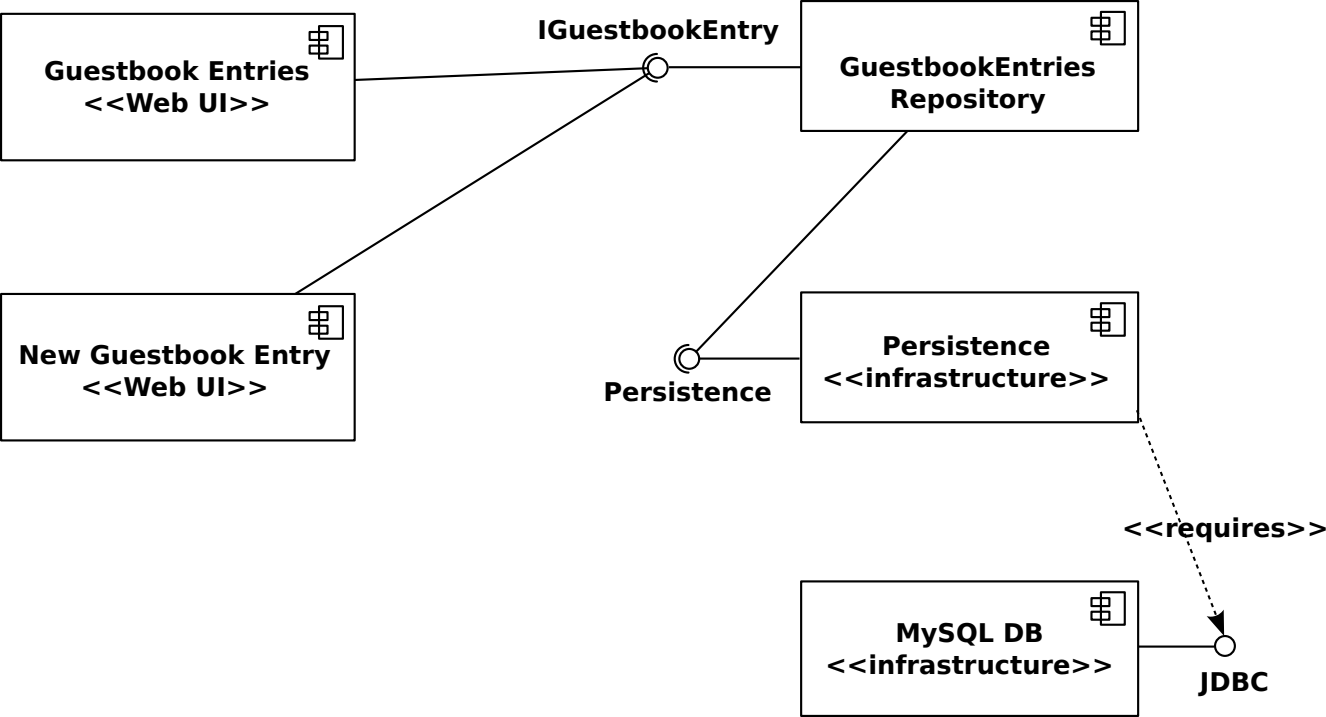 IGuestbookEntry
Guestbook Entries
<<Web UI>>
GuestbookEntries
Repository
New Guestbook Entry
<<Web UI>>
Persistence
Persistence
<<infrastructure>>
<<requires>>
MySQL DB
<<infrastructure>>
JDBC